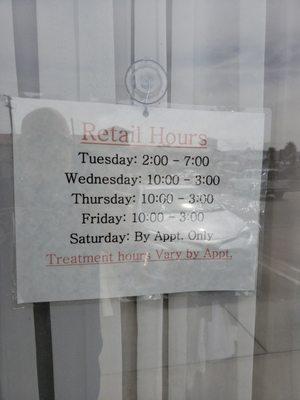 Retail Hours
Tuesday: 2:00 - 7:00
Wednesday: 10:00 - 3:00
Thursday: 10:00 - 3:00
Friday: 10:00 - 3:00
Saturday: By Appt. Only
Treatment hours Vary by Appt.